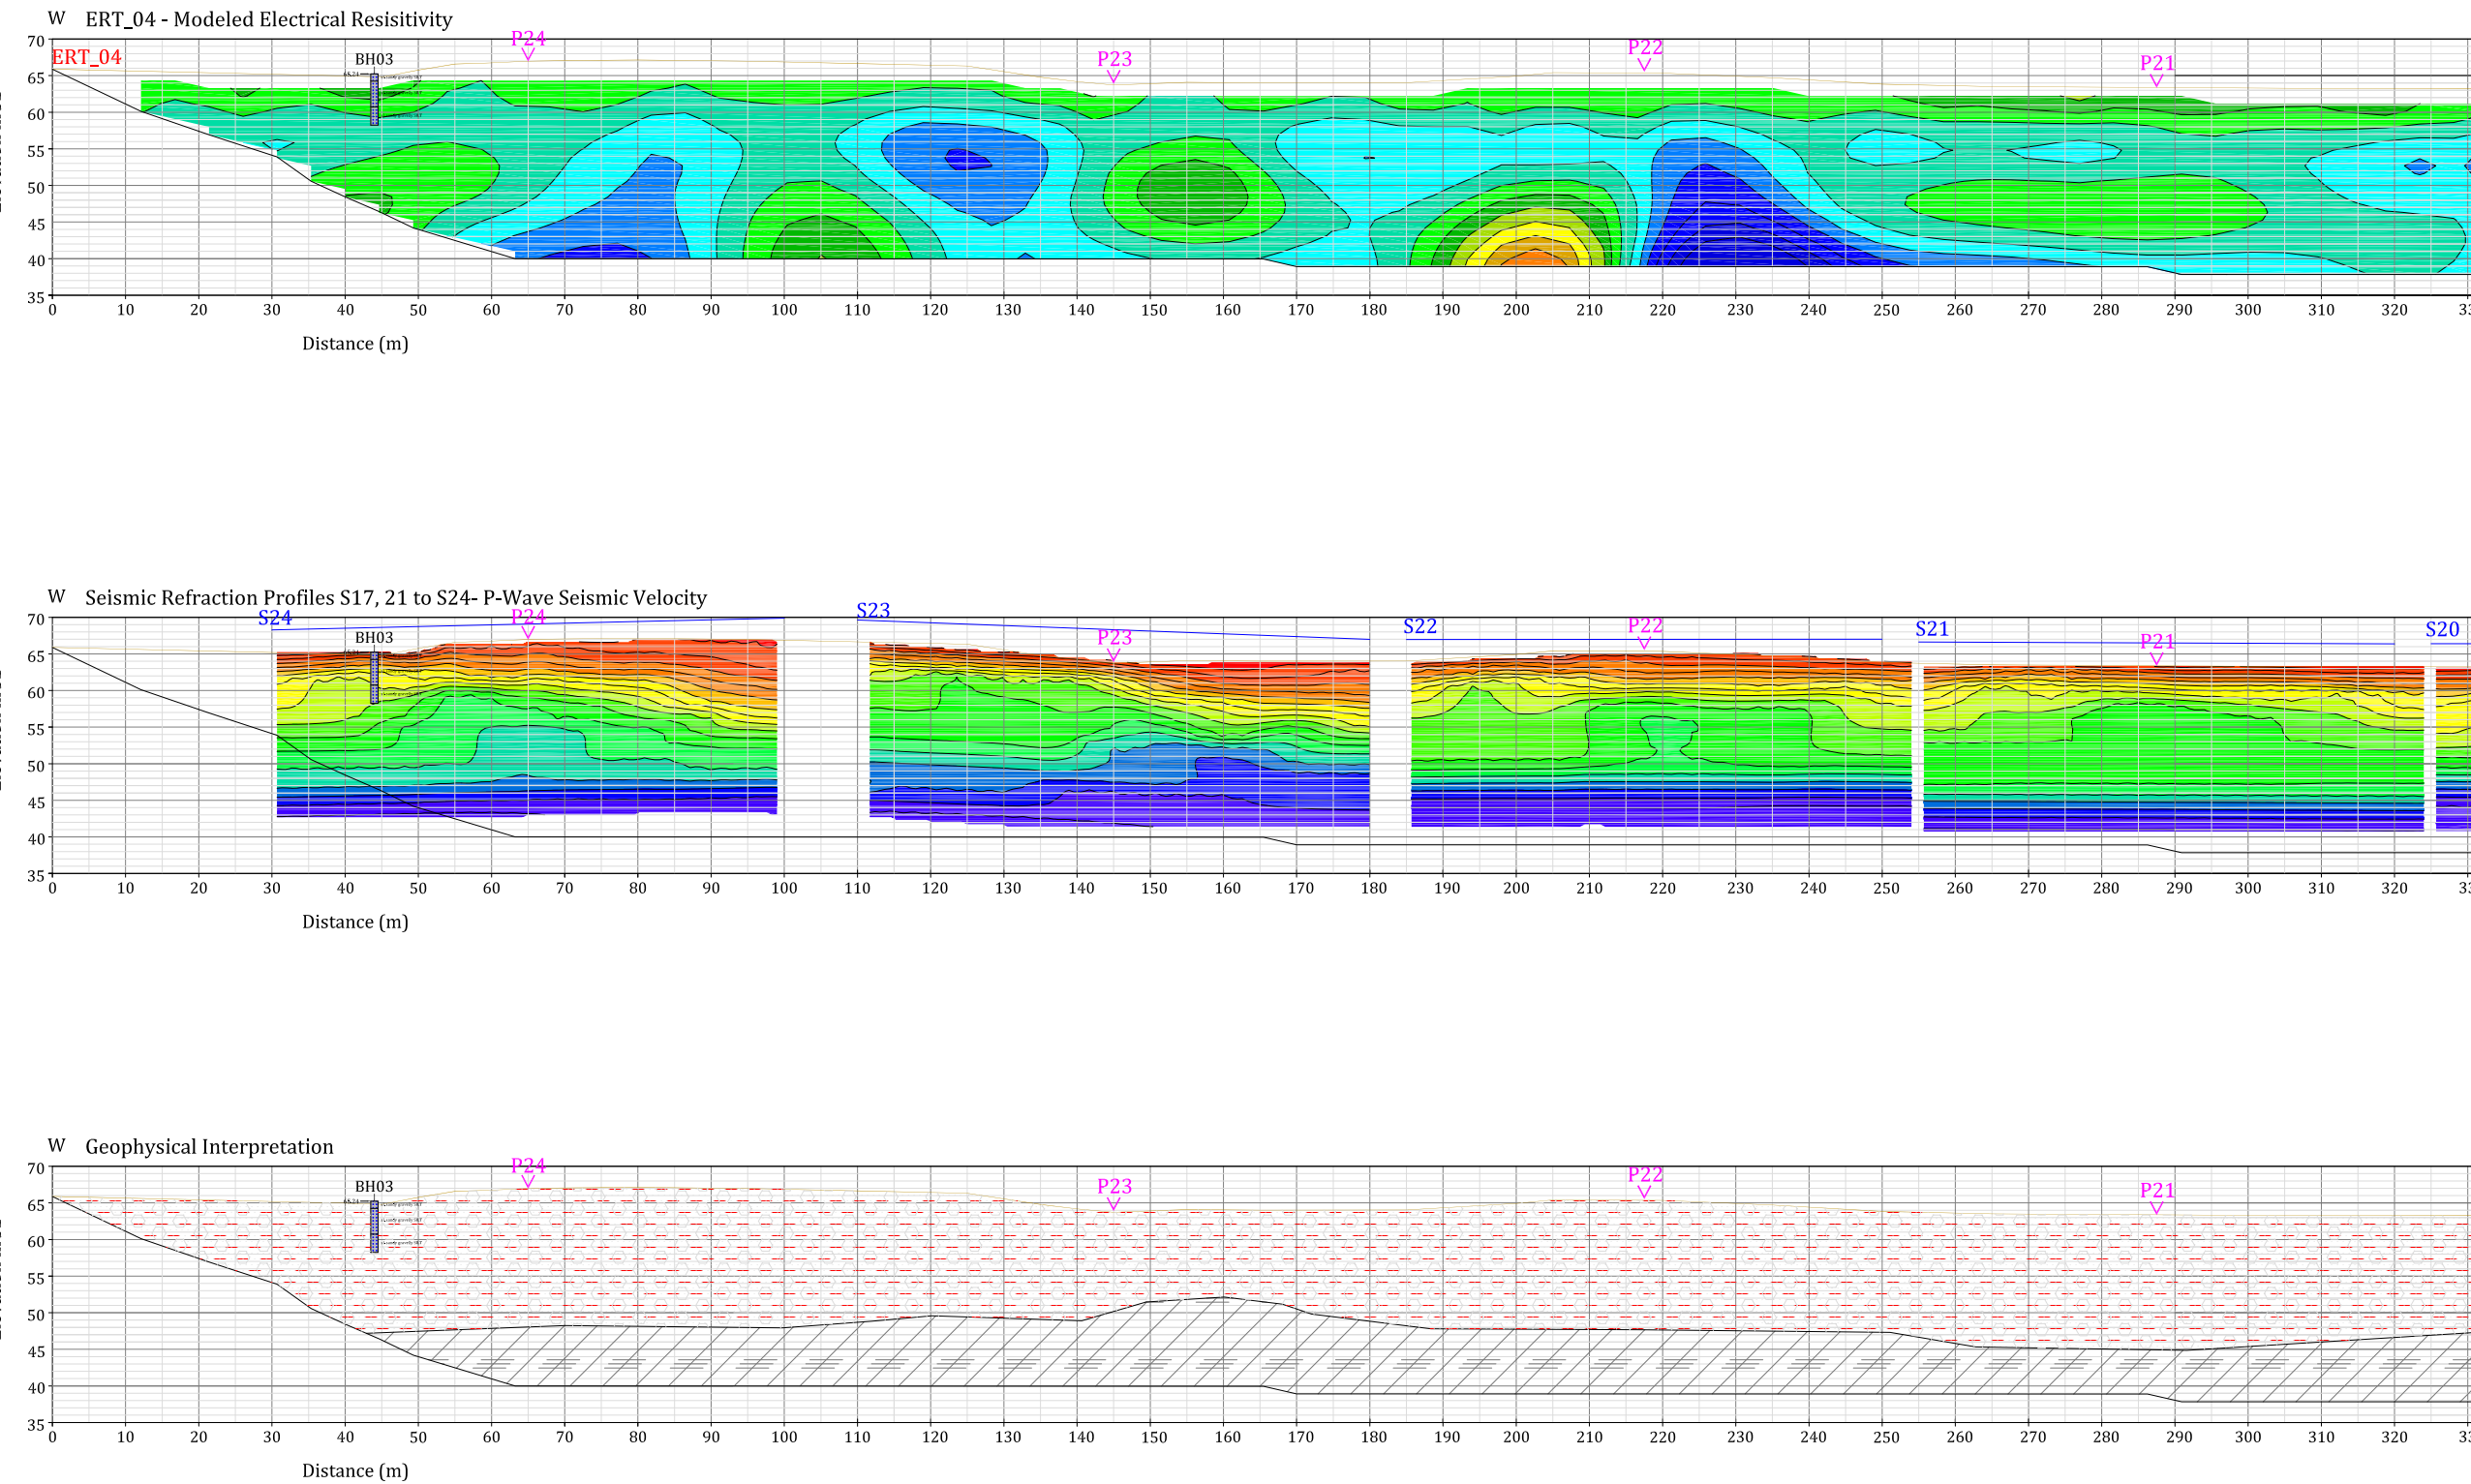 W ERT_04 - Modeled Electrical Resisitivity
P24
P22
70
ERT_04
BH03
P23
P21
65
60
55
50
45
40
35
0 10 20 30 40 50 60 70 80 90 100 110 120 130 140 150 160 170 180 190 200 210 220 230 240 250 260 270 280 290 300 310 320
Distance (m)
W Seismic Refraction Profiles S17, 21 to S24- P-Wave Seismic Velocity
S24 P24 S23 S22 P22 S21 S20
70
BH03
P23
P21
65
60
55
50
45
40
35
0 10 20 30 40 50 60 70 80 90 100 110 120 130 140 150 160 170 180 190 200 210 220 230 240 250 260 270 280 290 300 310 320
Distance (m)
W Geophysical Interpretation
P24
P22
70
BH03
P23
P21
65
60
55
50
45
40
35
0 10 20 30 40 50 60 70 80 90 100 110 120 130 140 150 160 170 180 190 200 210 220 230 240 250 260 270 280 290 300 310 320
Distance (m)